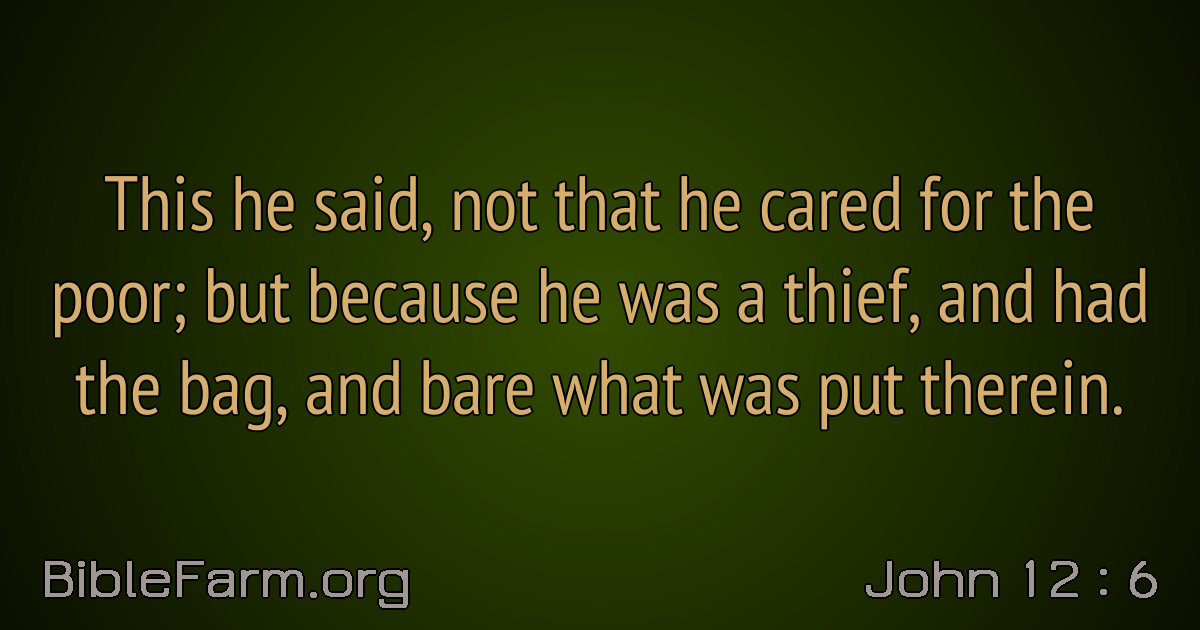 This he said, not that he cared for the
poor; but because he was a thief, and had
the bag, and bare what was put therein.
BibleFarm.org
John 12 : 6